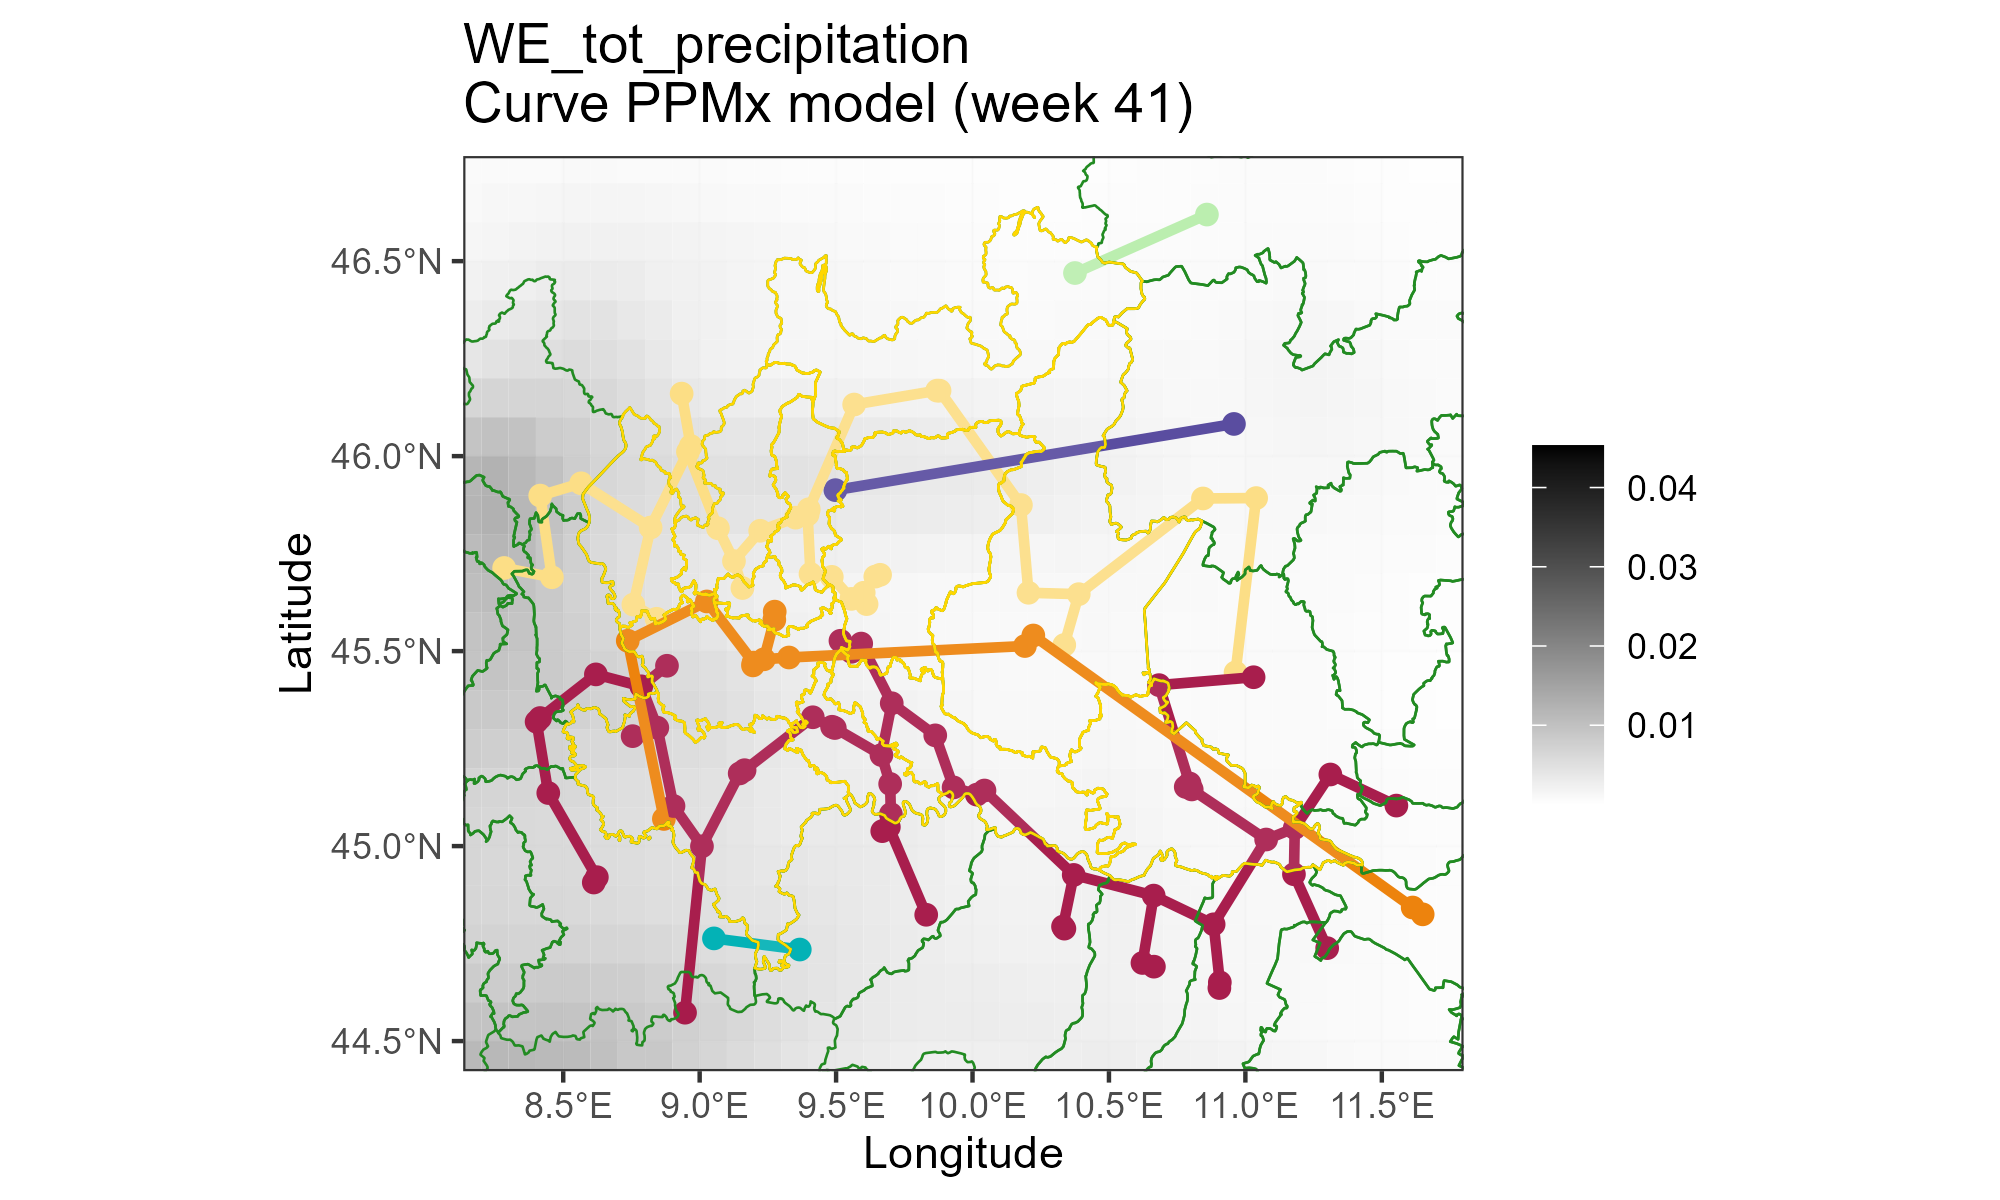 WE_tot_precipitation
Curve PPMx model (week 41)
46.5°N
46.0°N
45.5°N
45.0°N
44.5°N
Latitude
8.5°E
9.0°E
9.5°E
10.0°E
10.5°E
11.0°E
11.5°E
Longitude
0.04
0.03
0.02
0.01